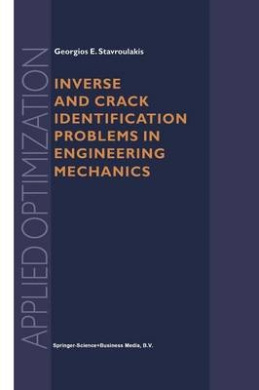 Georgios E. Stavroulakis
INVERSE
AND CRACK
IDENTIFICATION
PROBLEMS IN
ENGINEERING
MECHANICS
APPLIED OPTIMIZATION
Springer-Science+Business Media, B.V.